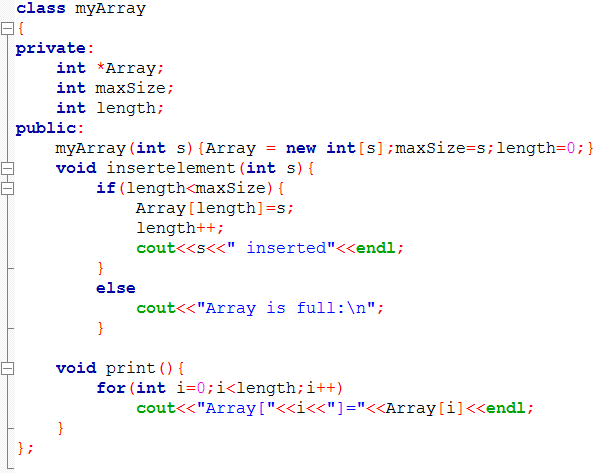 class myArray
{
private:
    int *Array;
    int maxSize;
    int length;
public:
    myArray(int s){Array = new int[s];maxSize=s;length=0;}
    void insertelement(int s){
        if(length<maxSize){
            Array[length]=s;
            length++;
            cout<<s<<" inserted"<<endl;
        }
        else
            cout<<"Array is full:\n";
        }

    void print(){
        for(int i=0;i<length;i++)
            cout<<"Array["<<i<<"]="<<Array[i]<<endl;
    }
};